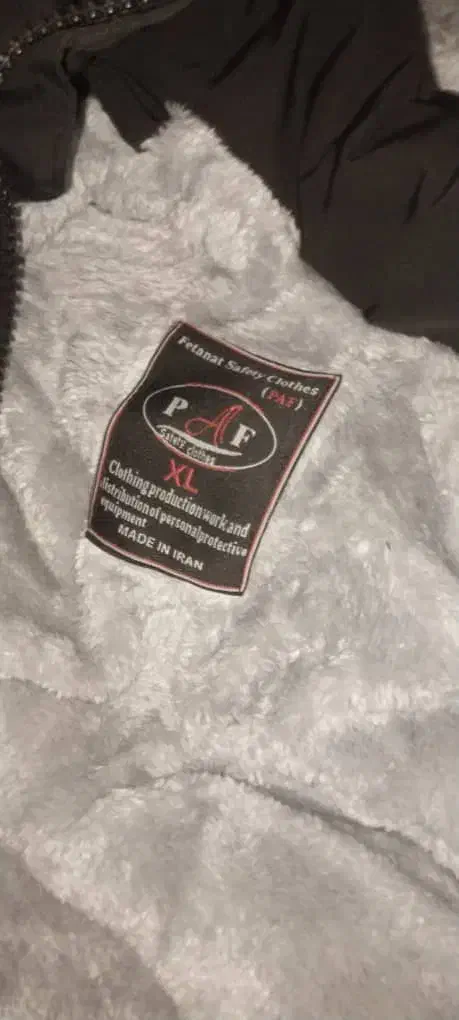 Fetanat Safety Clothes
(PAF)
PAF
Safety clothes
XL
Clothing production work and
distribution of personal protective
equipment
MADE IN IRAN